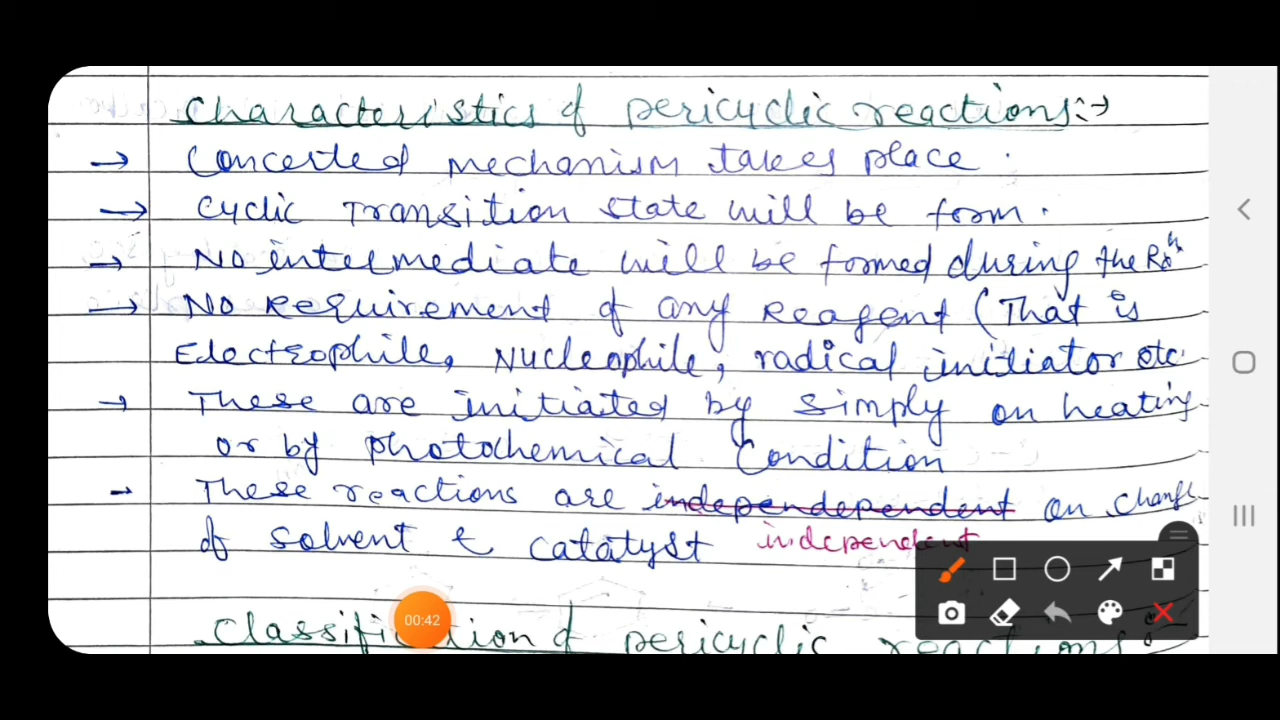 Characteristics of pericyclic reactions:→
→ Concerted mechanism takes place.
→ Cyclic Transition state will be form.
→ No intermediate will be formed during the Rxn
→ No Requirement of any Reagent (That is
Electrophile, Nucleophile, radical initiator etc.
→ These are initiated by simply on heating
or by photochemical Condition
→ These reactions are independependent on change
of solvent & catatyst independent
00:42
Classification of pericyclic reactions